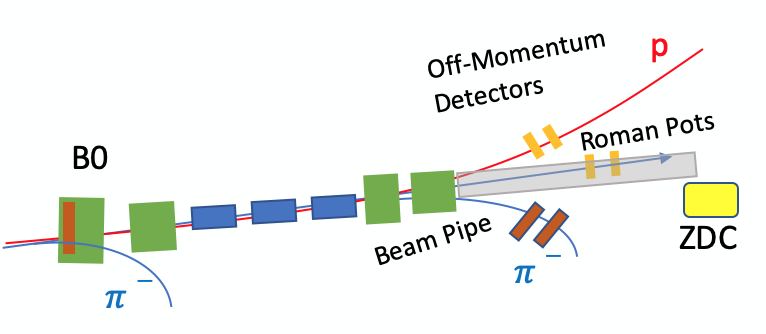 Off-Momentum
Detectors
p
Roman Pots
B0
Beam Pipe
ZDC
π⁻
π⁻